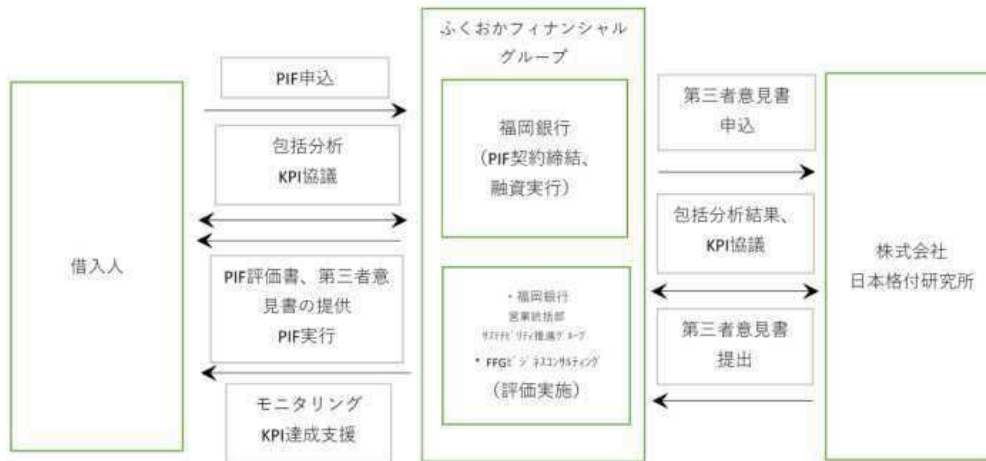 借入人
PIF申込
包括分析
KPI協議
PIF評価書、第三者意
見書の提供
PIF実行
モニタリング
KPI達成支援
ふくおかフィナンシャル
グループ
福岡銀行
（PIF契約締結、
融資実行）
・福岡銀行
営業統括部
ｻｽﾃﾅﾋﾞﾘﾃｨ推進ｸﾞﾙｰﾌﾟ
* FFGﾋﾞｼﾞﾈｽｺﾝｻﾙﾃｨﾝｸﾞ
（評価実施）
第三者意見書
申込
包括分析結果、
KPI協議
第三者意見書
提出
株式会社
日本格付研究所